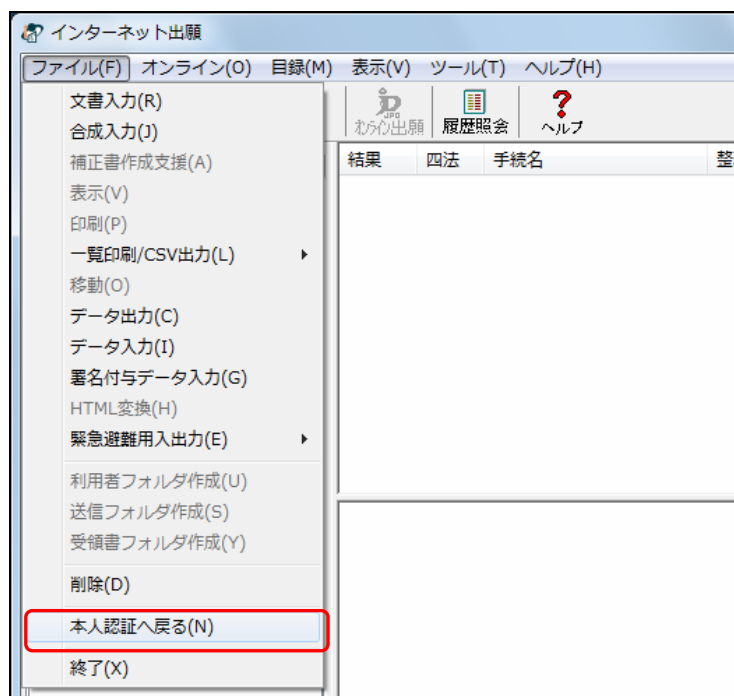 インターネット出願
ファイル(F) オンライン(O) 目録(M) 表示(V) ツール(T) ヘルプ(H)
文書入力(R)
合成入力(J)
補正書作成支援(A)
表示(V)
印刷(P)
一覧印刷/CSV出力(L)
移動(O)
データ出力(C)
データ入力(I)
署名付与データ入力(G)
HTML変換(H)
緊急避難用入出力(E)
利用者フォルダ作成(U)
送信フォルダ作成(S)
受領書フォルダ作成(Y)
削除(D)
本人認証へ戻る(N)
終了(X)
JPO
オンライン出願 履歴照会 ヘルプ
結果 四法 手続名 整